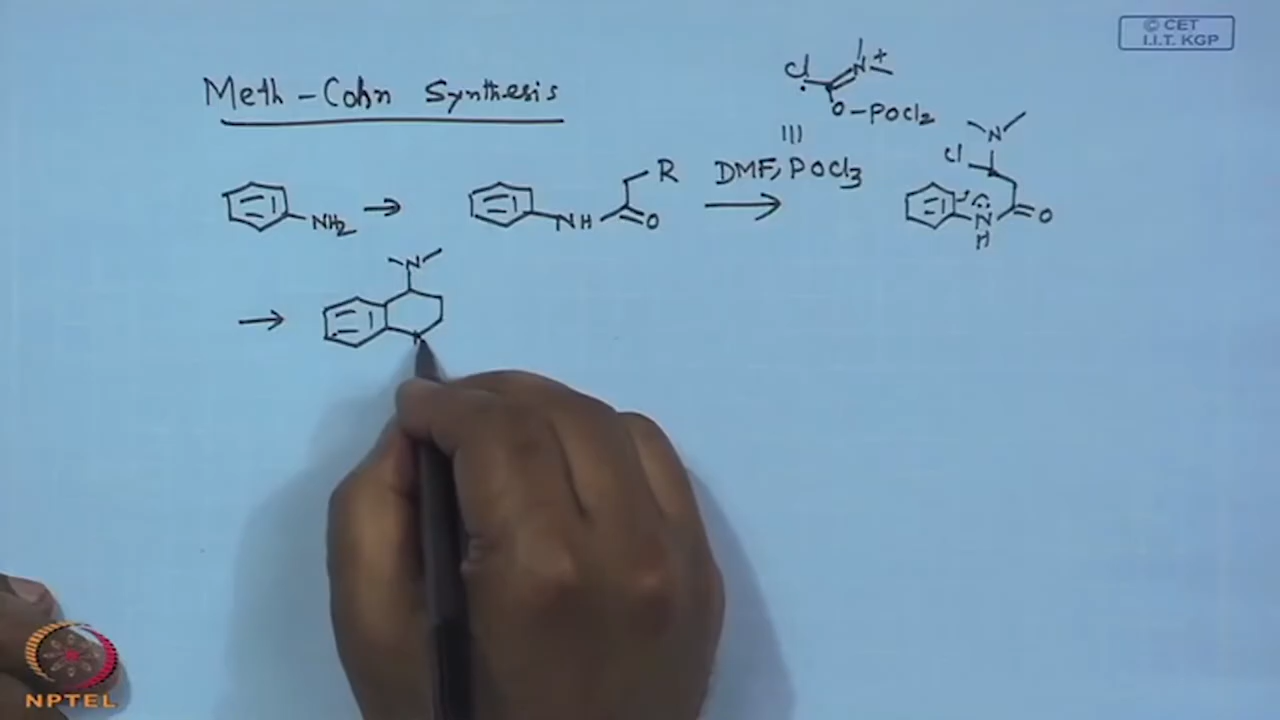 © CET
I.I.T. KGP
Meth-Cohn Synthesis
Cl N+
O-POCl2
DMF, POCl3
N
Cl
R
NH2 → NH O
N H O
→ N
NPTEL